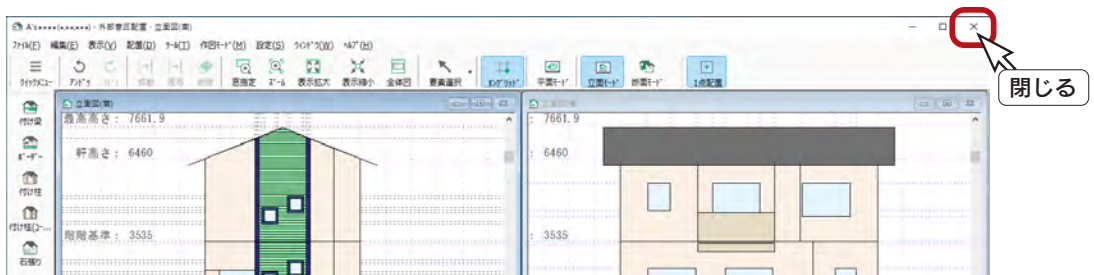 A's - 外部意匠配置 - 立面図(南)
ファイル(F) 編集(E) 表示(V) 配置(D) ツール(T) 作図モード(M) 設定(S) ウィンドウ(W) ヘルプ(H)
クイックメニュー アンドゥ 窓指定 ズーム 表示拡大 表示縮小 全体図 要素選択 平面モード 立面モード 断面モード 1点配置
閉じる
付け梁
ボーダー
付け柱
付け柱(コー...
石張り
立面図(南)
最高高さ: 7661.9
軒高さ: 6460
階基準: 3535
: 7661.9
: 6460
: 3535